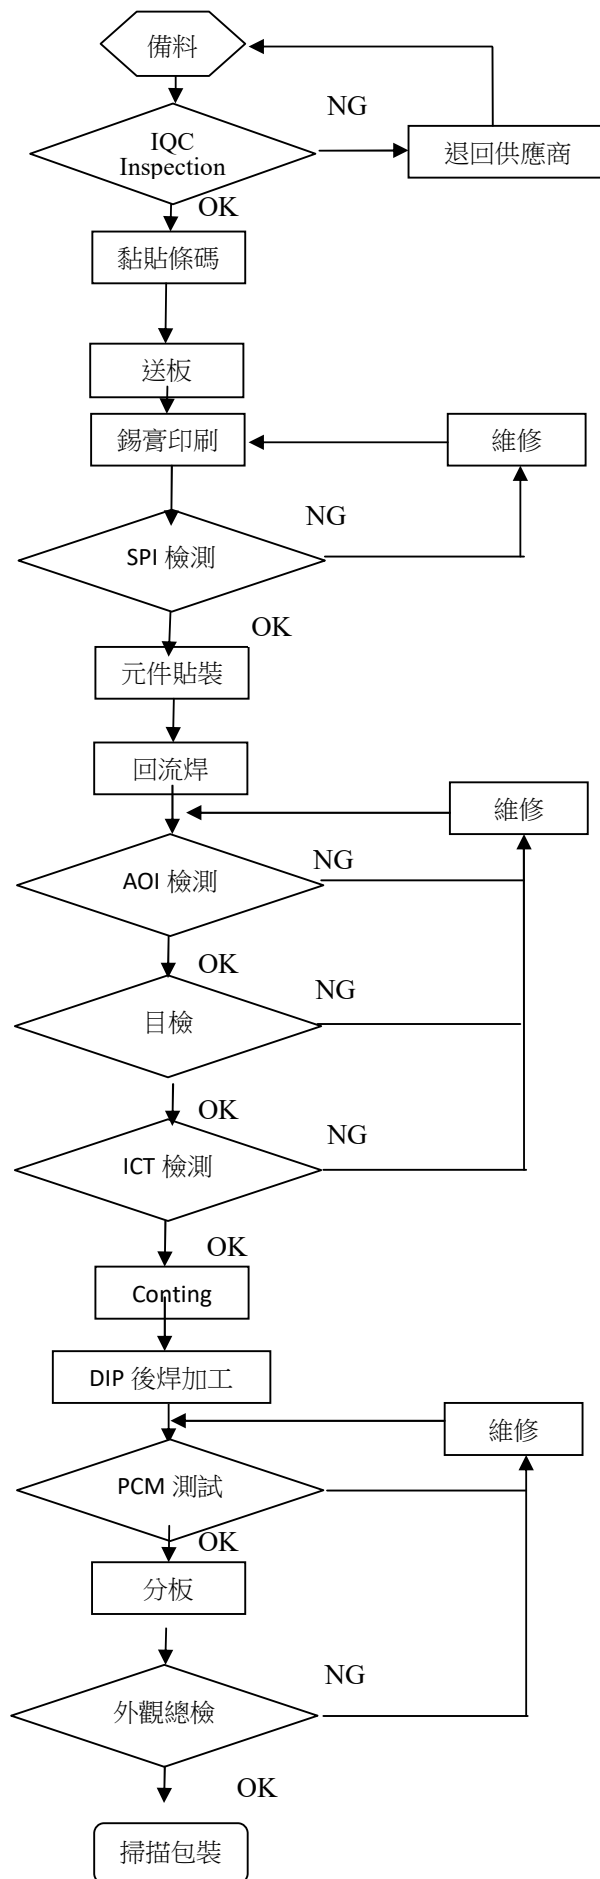 備料
NG
IQC
Inspection
退回供應商
OK
黏貼條碼
送板
錫膏印刷
維修
NG
SPI 檢測
OK
元件貼裝
回流焊
維修
NG
AOI 檢測
OK
NG
目檢
OK
NG
ICT 檢測
OK
Conting
DIP 後焊加工
維修
PCM 測試
OK
分板
NG
外觀總檢
OK
掃描包裝